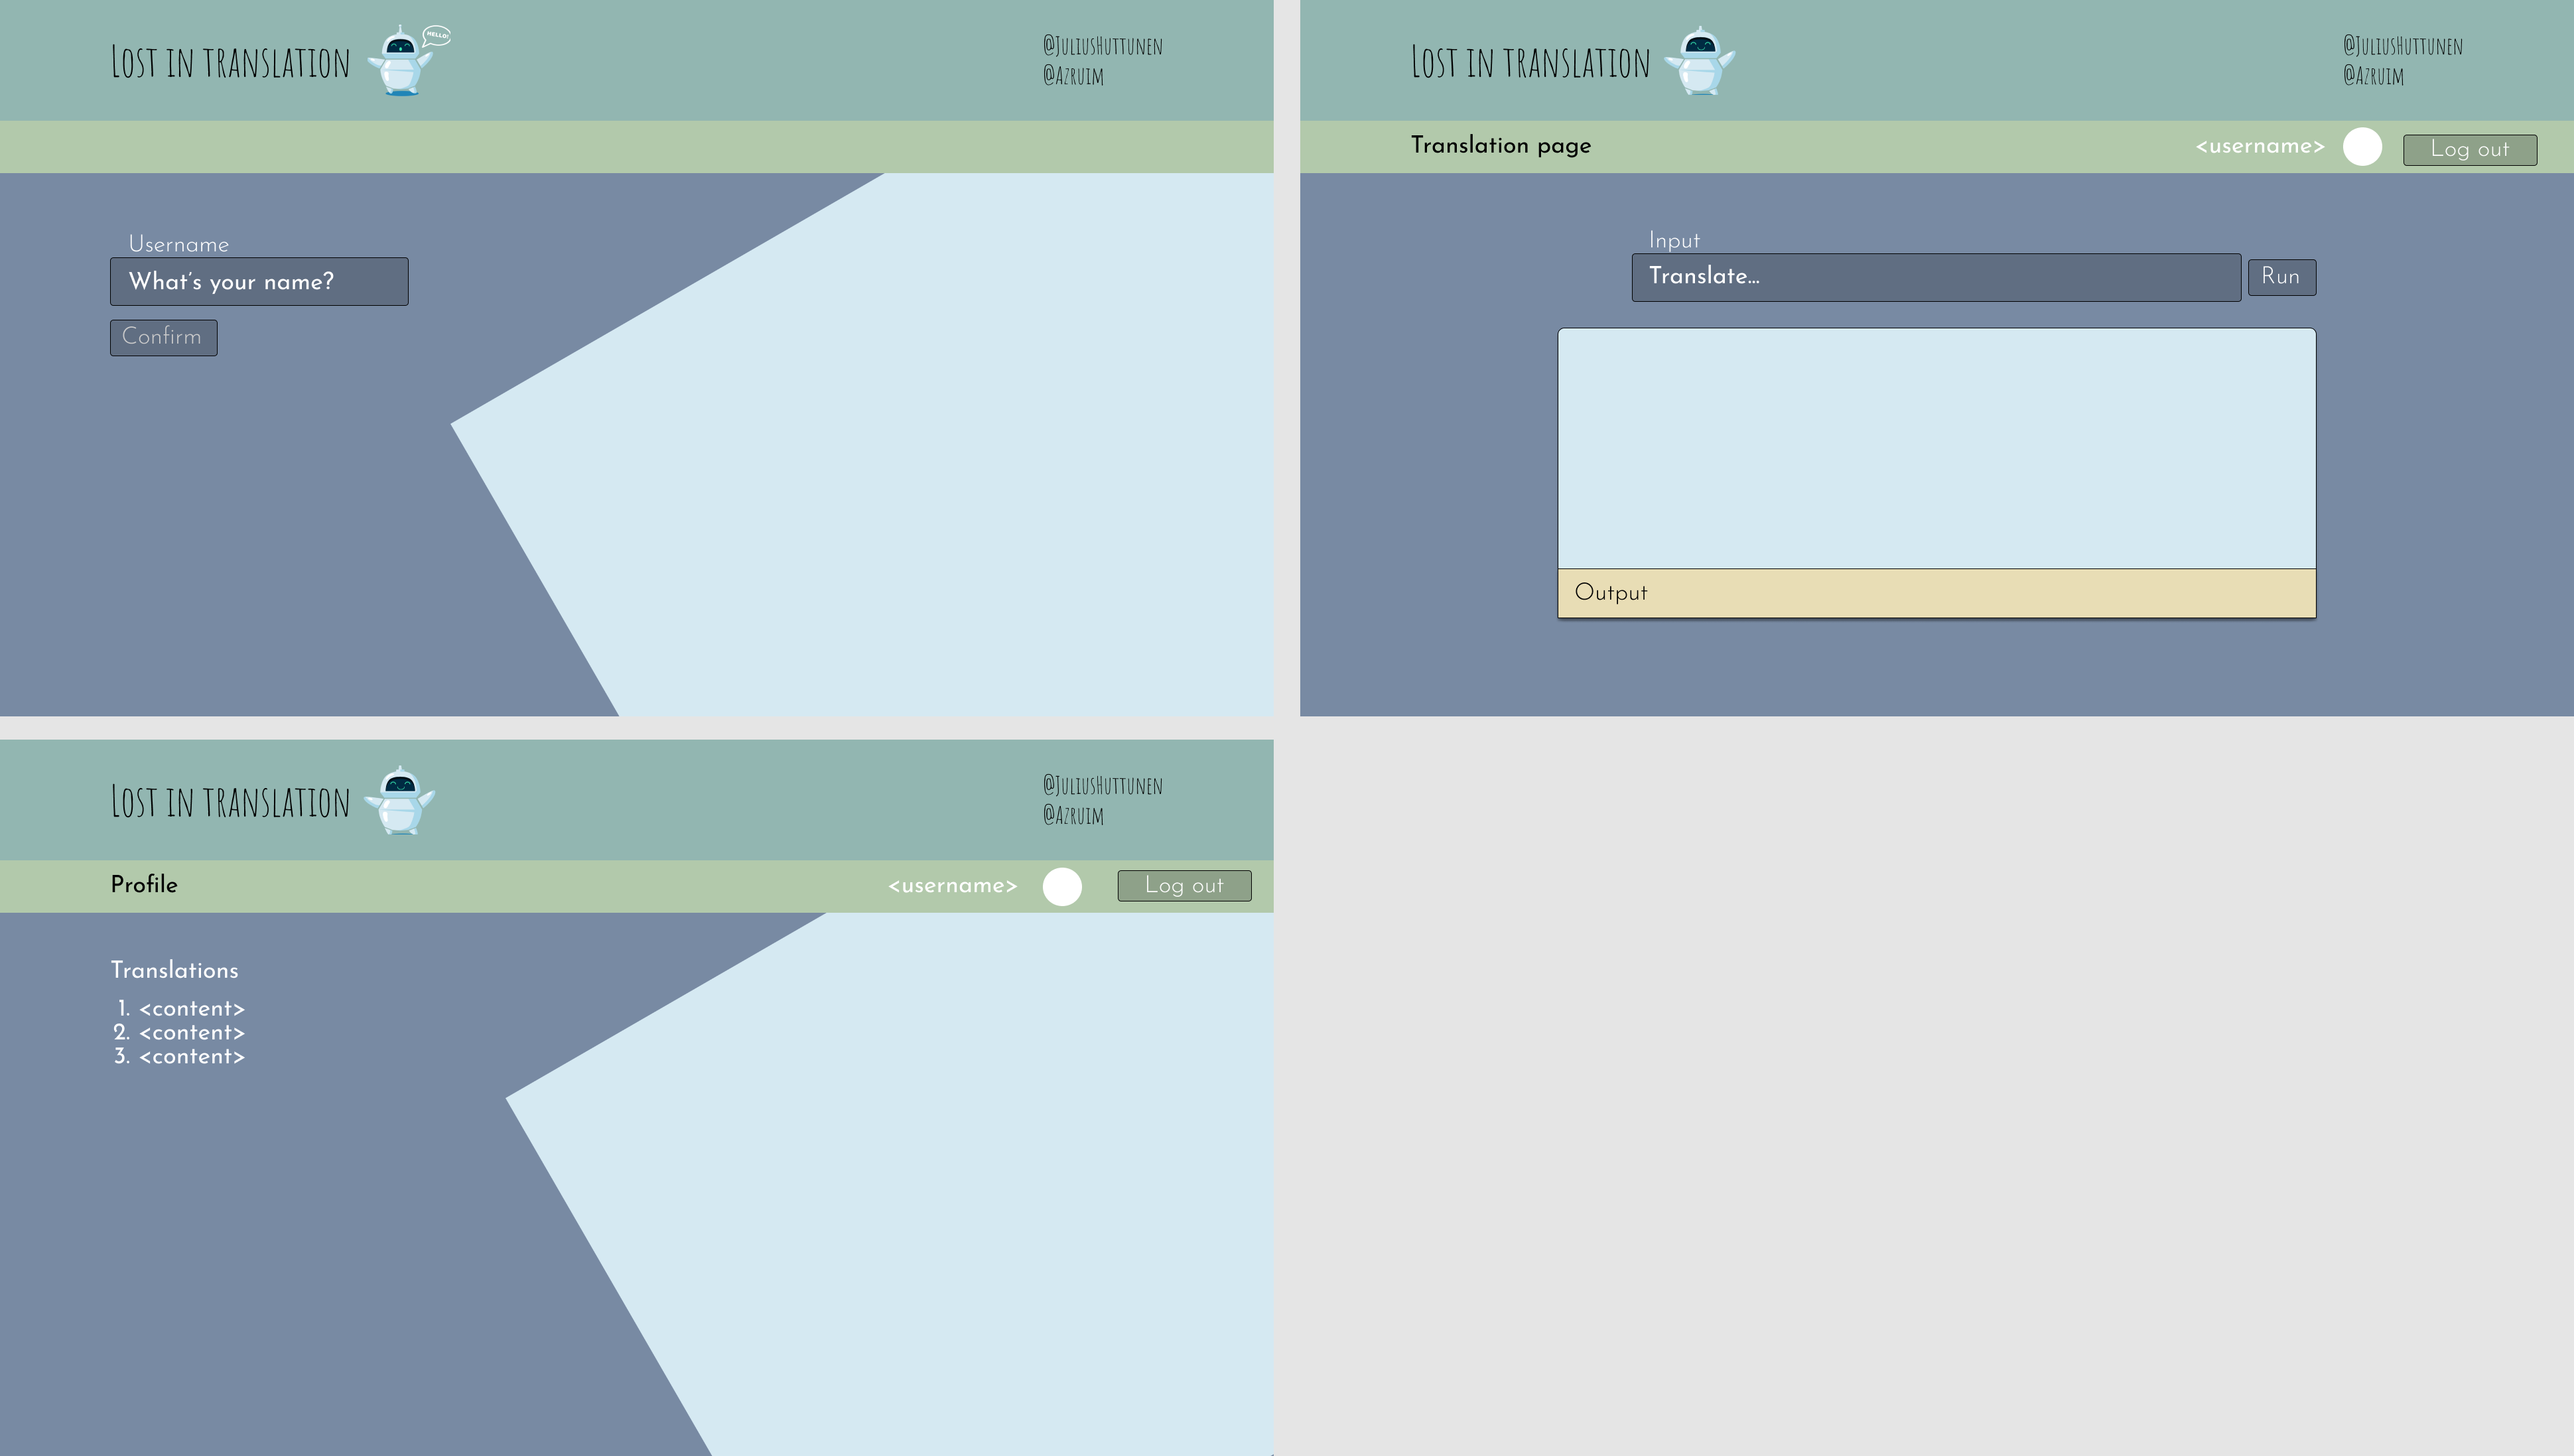 Lost in translation
HELLO!
@JuliusHuttunen
@Azruim
Username
What's your name?
Confirm
Lost in translation
@JuliusHuttunen
@Azruim
Translation page
<username>
Log out
Input
Translate...
Run
Output
Lost in translation
@JuliusHuttunen
@Azruim
Profile
<username>
Log out
Translations
1. <content>
2. <content>
3. <content>